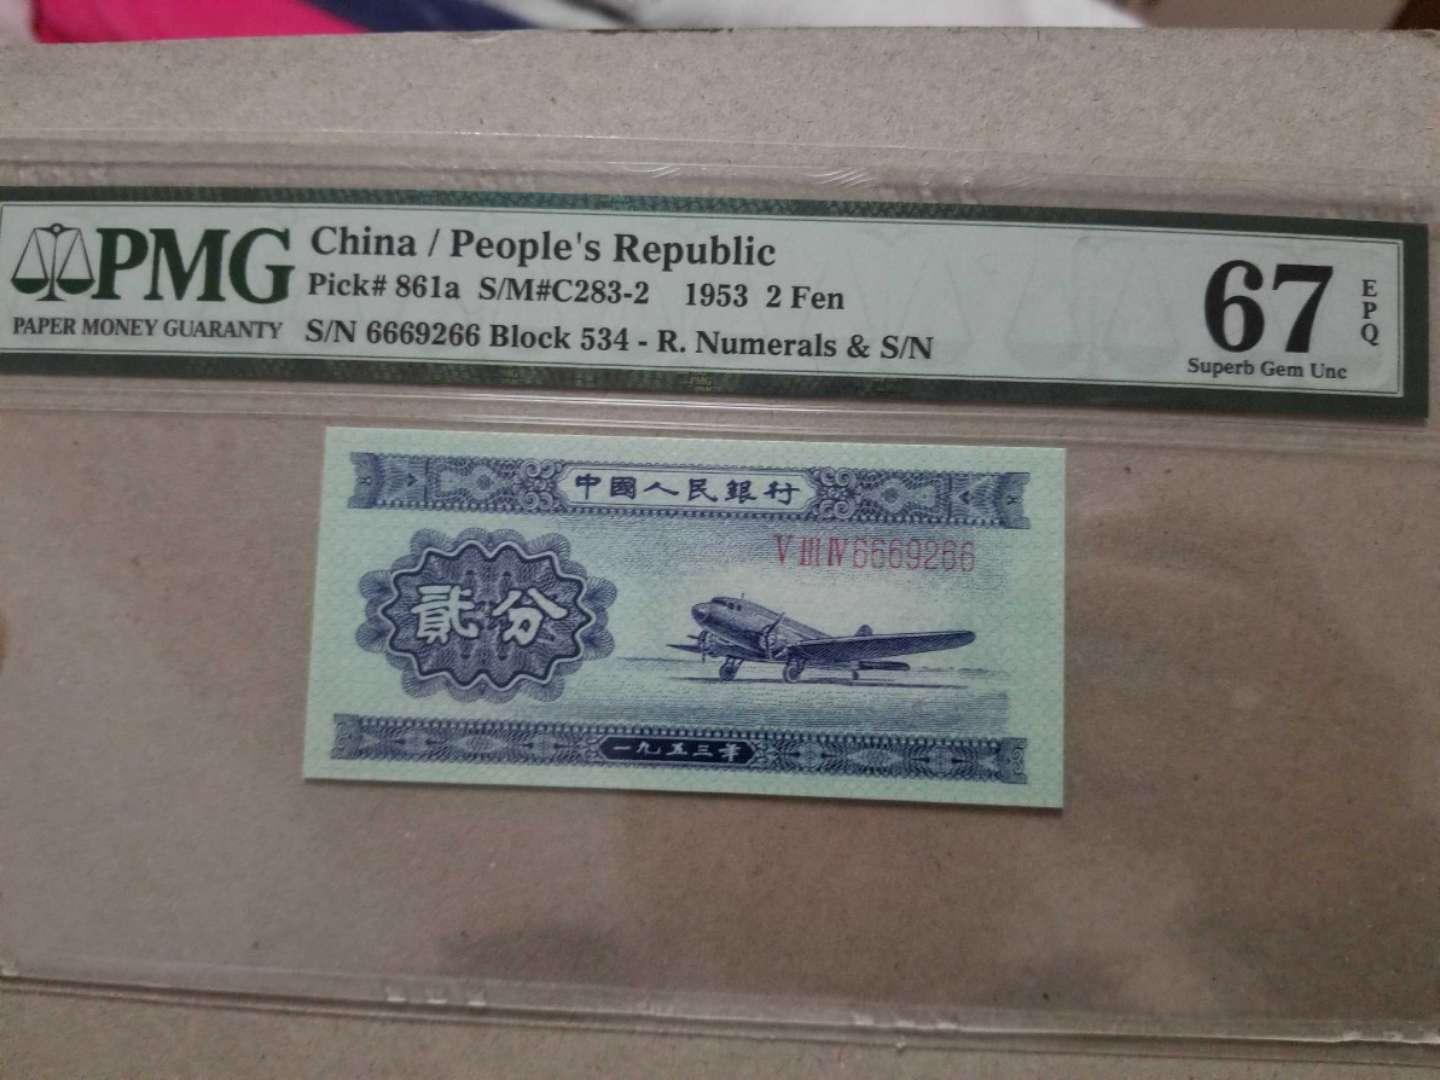 PMG
PAPER MONEY GUARANTY
China / People's Republic
Pick# 861a S/M#C283-2 1953 2 Fen
S/N 6669266 Block 534 - R. Numerals & S/N
67
EPQ
Superb Gem Unc
中國人民銀行
V III IV 6669266
貳分
一九五三年